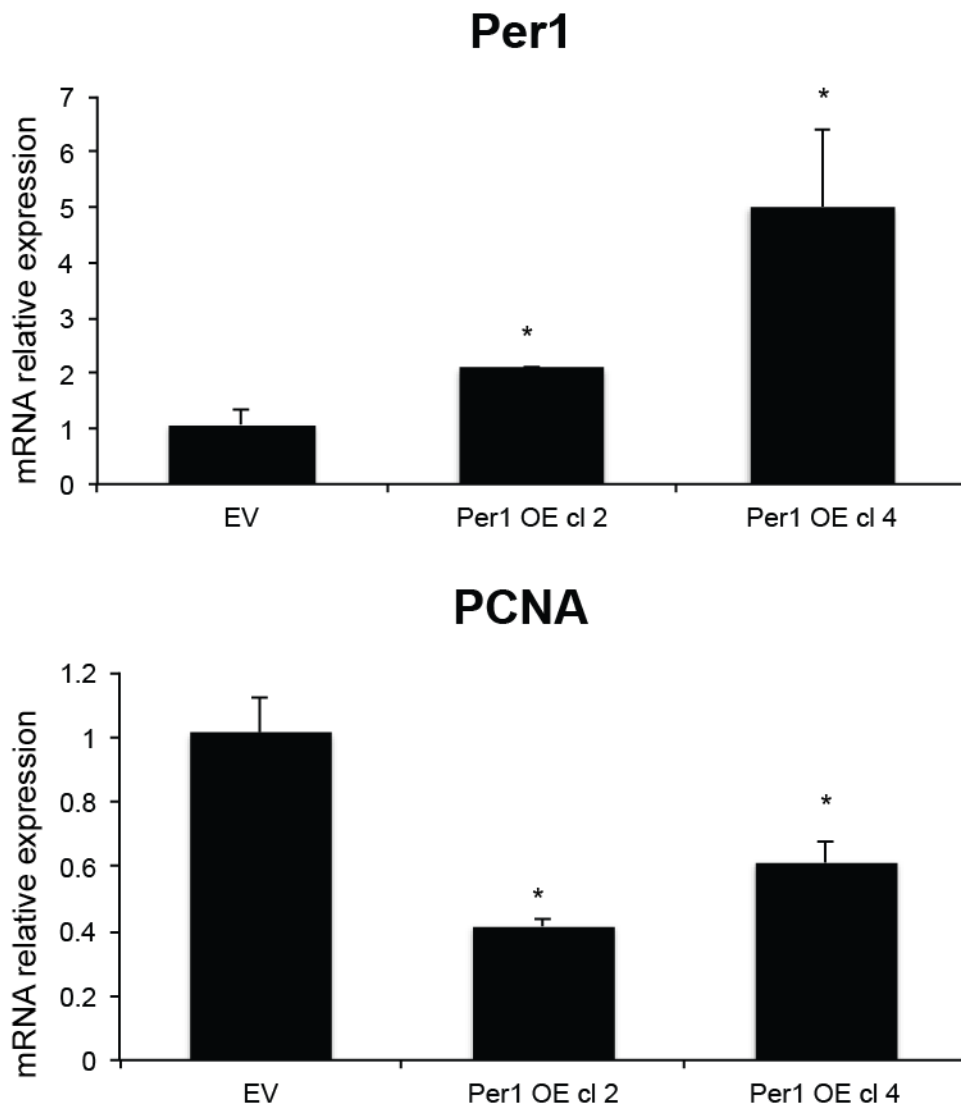 Per1
mRNA relative expression
7
6
5
4
3
2
1
0
*
*
EV
Per1 OE cl 2
Per1 OE cl 4
PCNA
mRNA relative expression
1.2
1
0.8
0.6
0.4
0.2
0
*
*
EV
Per1 OE cl 2
Per1 OE cl 4